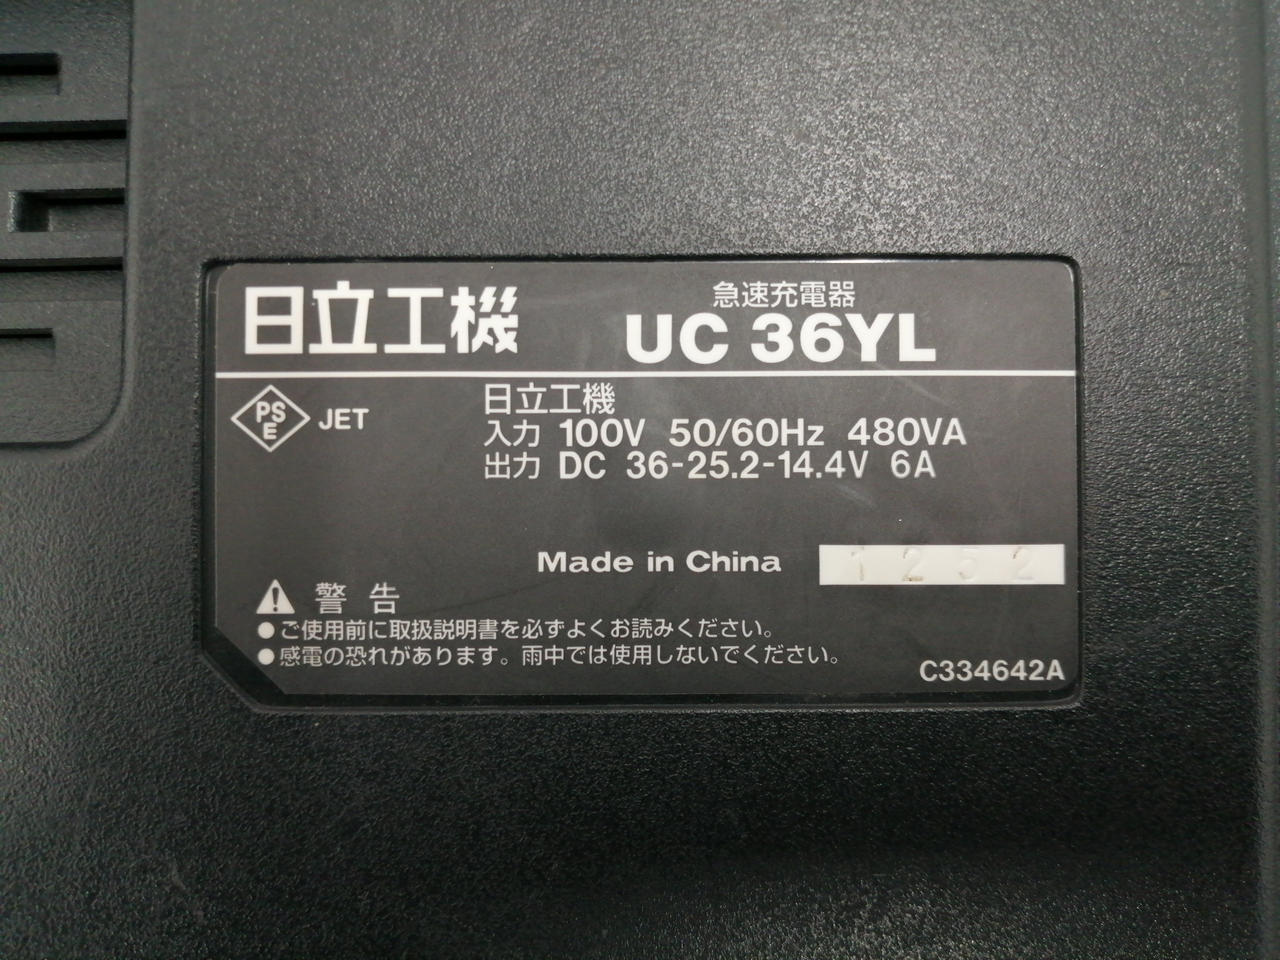 日立工機
急速充電器
UC 36YL
PS
E
JET
日立工機
入力 100V 50/60Hz 480VA
出力 DC 36-25.2-14.4V 6A
Made in China
1232
警告
●ご使用前に取扱説明書を必ずよくお読みください。
●感電の恐れがあります。雨中では使用しないでください。
C334642A